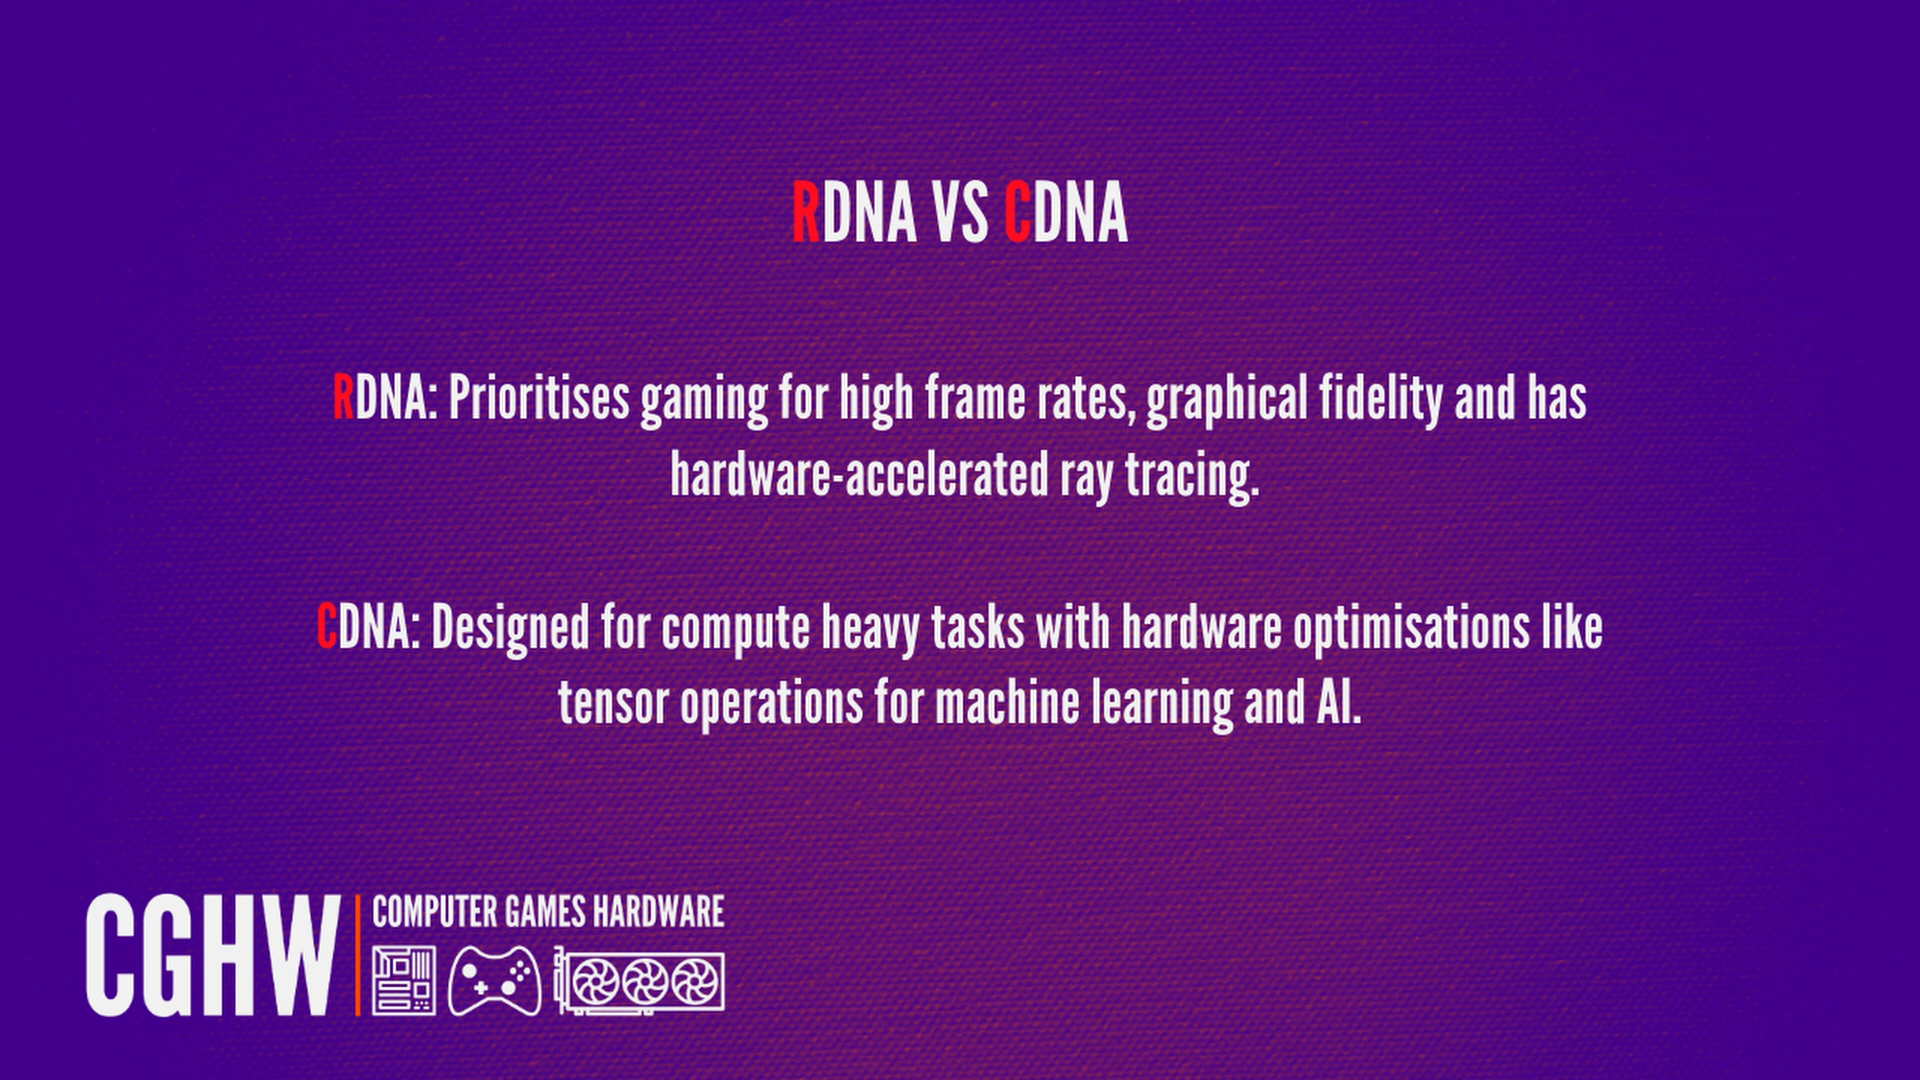 RDNA VS CDNA
RDNA: Prioritises gaming for high frame rates, graphical fidelity and has
hardware-accelerated ray tracing.
CDNA: Designed for compute heavy tasks with hardware optimisations like
tensor operations for machine learning and AI.
CGHW
COMPUTER GAMES HARDWARE